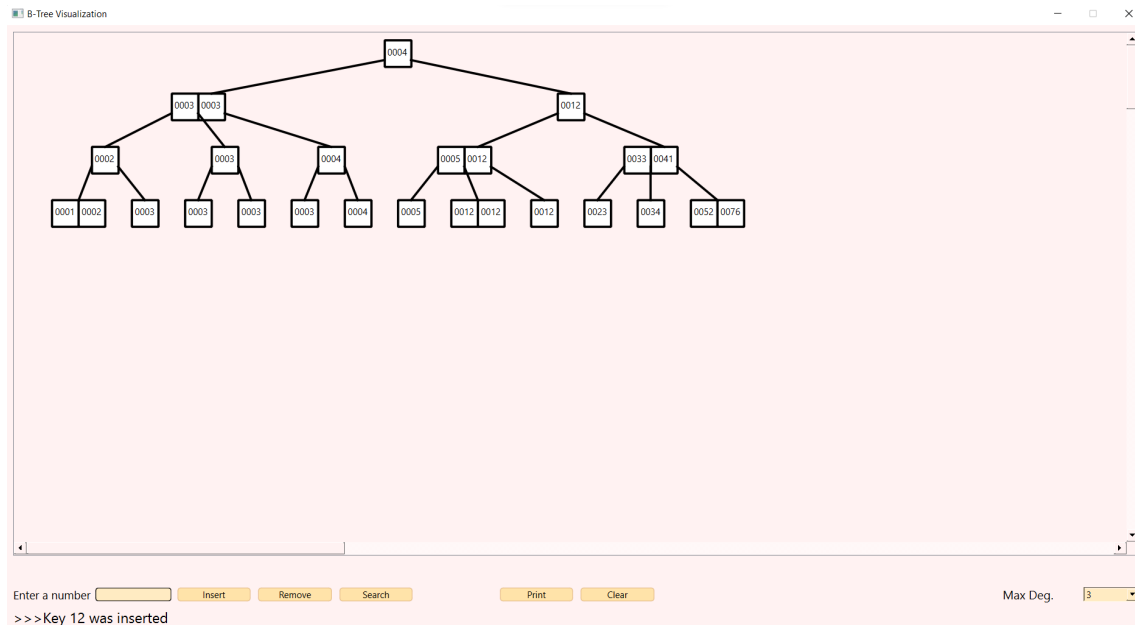 B-Tree Visualization
0004
0003 0003 0012
0002 0003 0004 0005 0012 0033 0041
0001 0002 0003 0003 0003 0003 0004 0005 0012 0012 0012 0023 0034 0052 0076
Enter a number Insert Remove Search Print Clear Max Deg. 3
>>>Key 12 was inserted